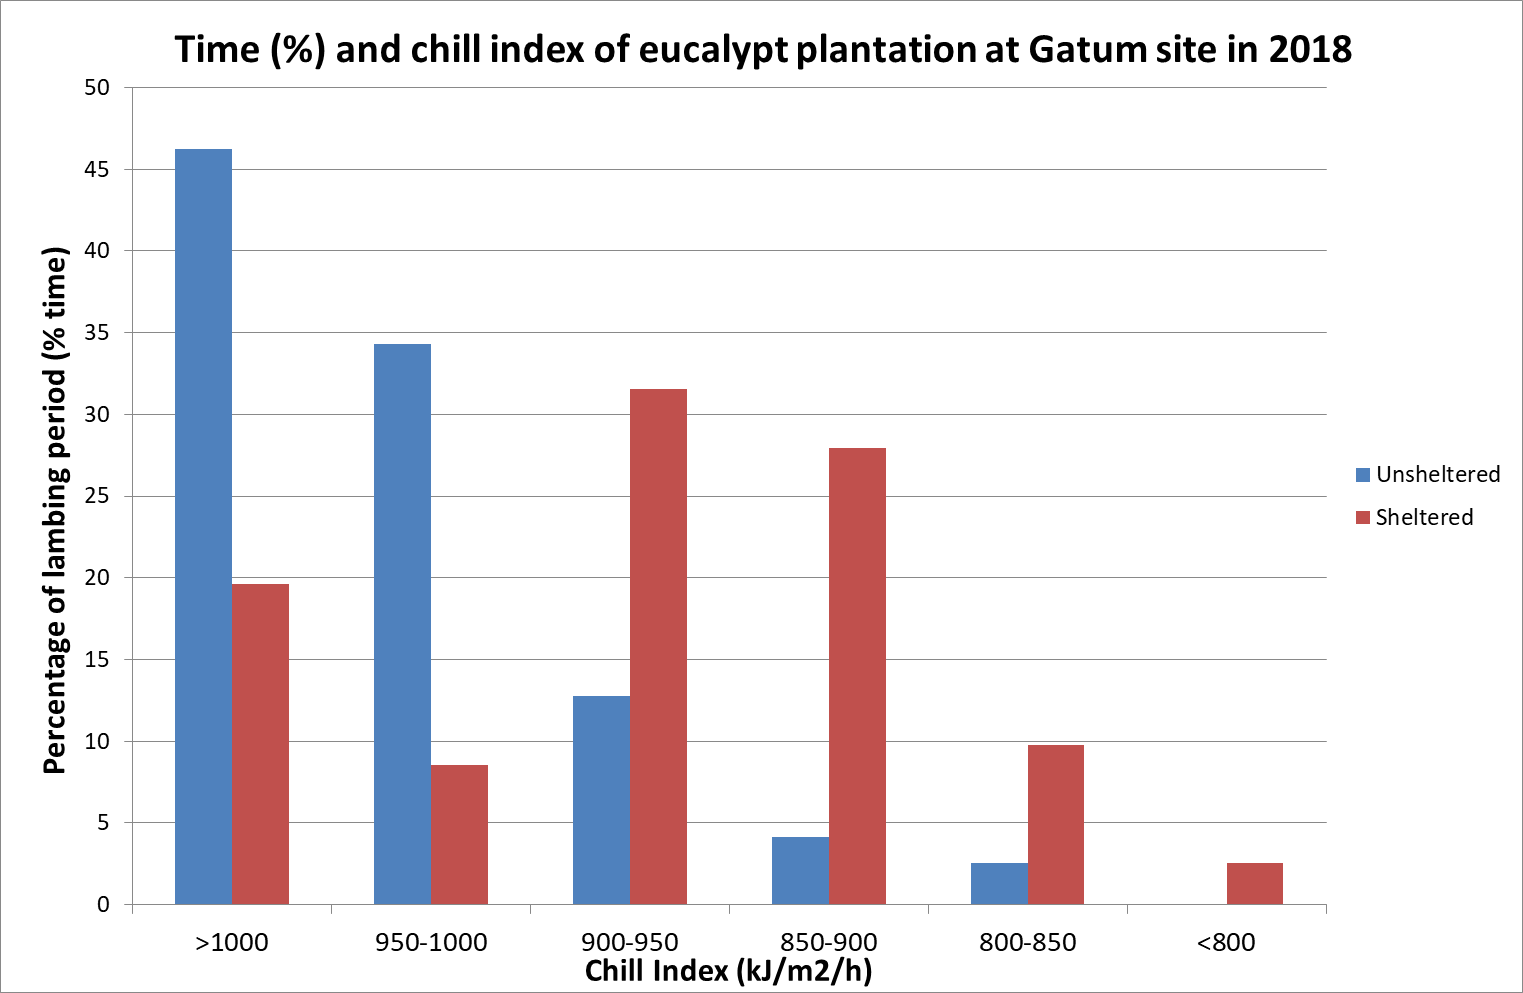 Time (%) and chill index of eucalypt plantation at Gatum site in 2018
50
45
40
35
30
25
20
15
10
5
0
Percentage of lambing period (% time)
>1000 950-1000 900-950 850-900 800-850 <800
Chill Index (kJ/m2/h)
Unsheltered
Sheltered